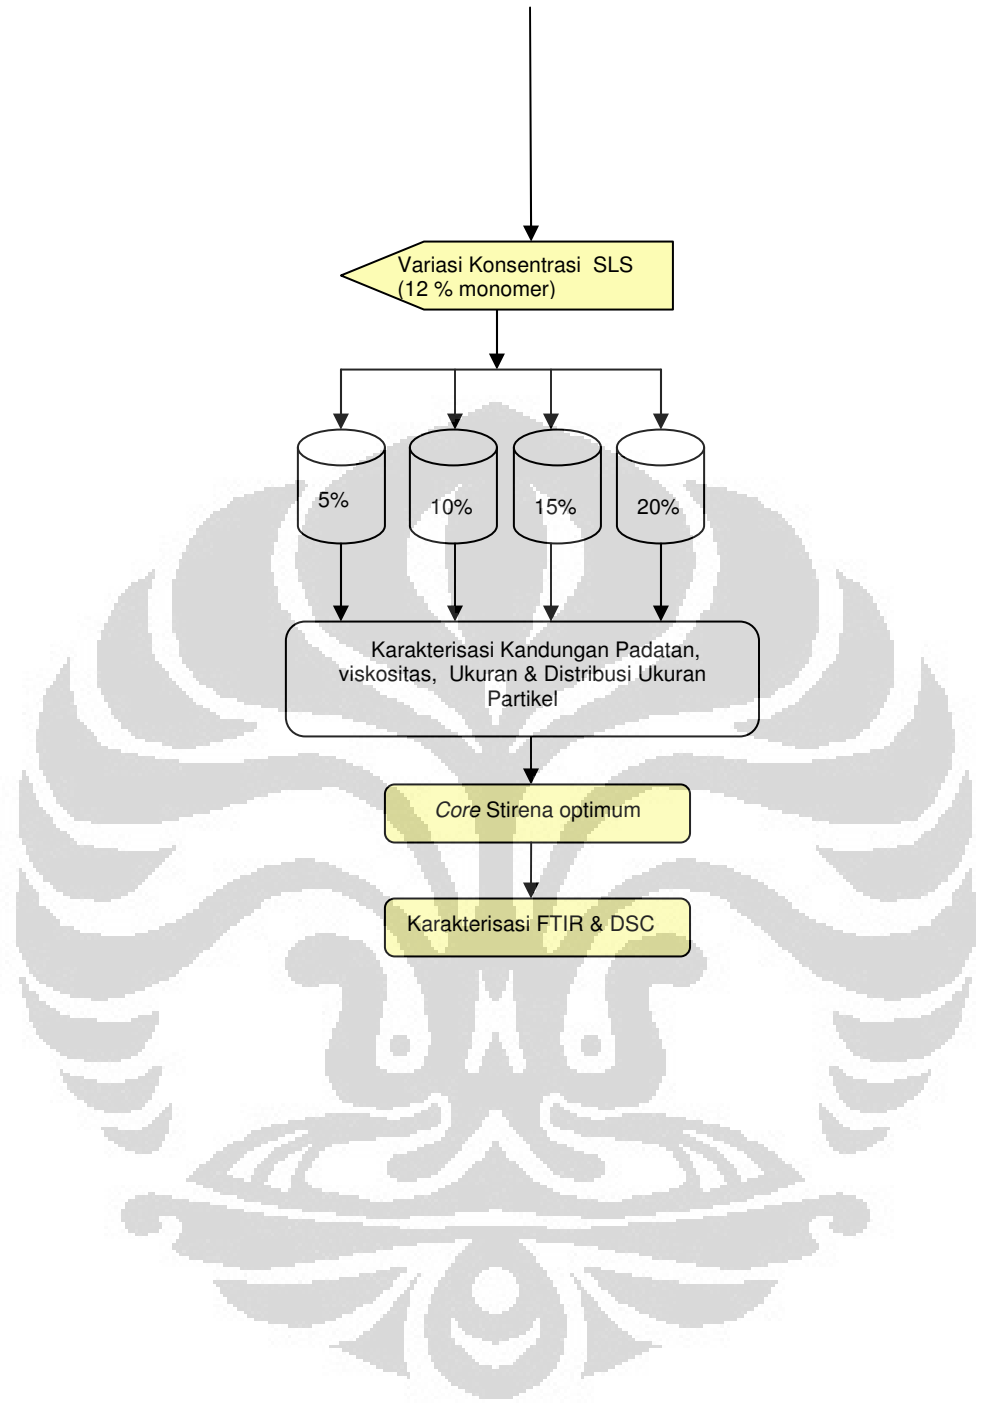 Variasi Konsentrasi  SLS
(12 % monomer)
5%
10%
15%
20%
Karakterisasi Kandungan Padatan,
viskositas,  Ukuran & Distribusi Ukuran
Partikel
Core Stirena optimum
Karakterisasi FTIR & DSC